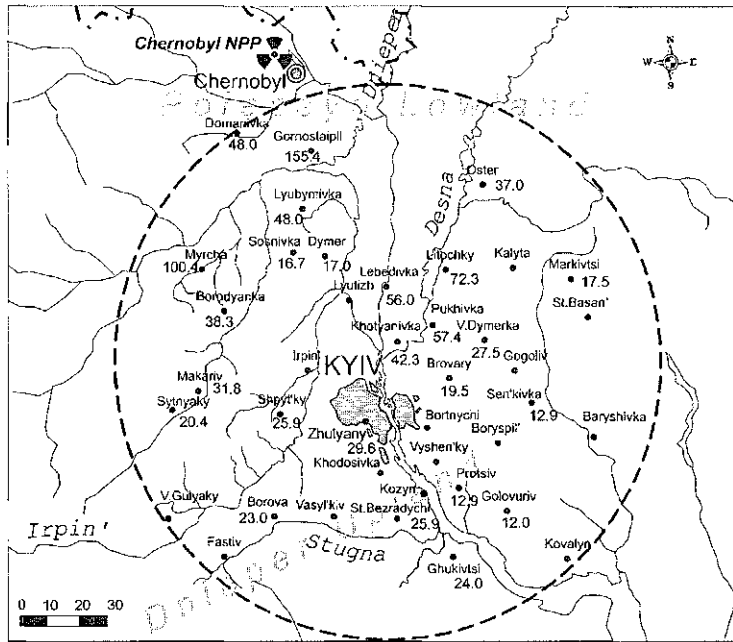 Chernobyl NPP
Chernobyl
Dnieper
N
W E
S
Polessye Lowland
Domanivka
48.0
Gornostaipil
155.4
Oster
37.0
Desna
Lyubymivka
48.0
Sosnivka
16.7
Dymer
17.0
Myrcha
100.4
Lyutizh
Lebedivka
56.0
Litochky
72.3
Kalyta
Markivtsi
17.5
St.Basan'
Borodyanka
38.3
Khotyanivka
42.3
Pukhivka
57.4
V.Dymerka
27.5
Irpin'
KYIV
Brovary
19.5
Gogoliv
Makariv
31.8
Sytnyaky
20.4
Shpyt'ky
25.9
Sen'kivka
12.9
Zhulyany
29.6
Bortnychi
Boryspil'
Baryshivka
Khodosivka
Vyshen'ky
Kozyn
25.9
Protsiv
12.9
Golovuriv
12.0
V.Gulyaky
Borova
23.0
Vasyl'kiv
St.Bezradychi
Irpin'
Fastiv
Stugna
Ghukivtsi
24.0
Kovalyn
0 10 20 30